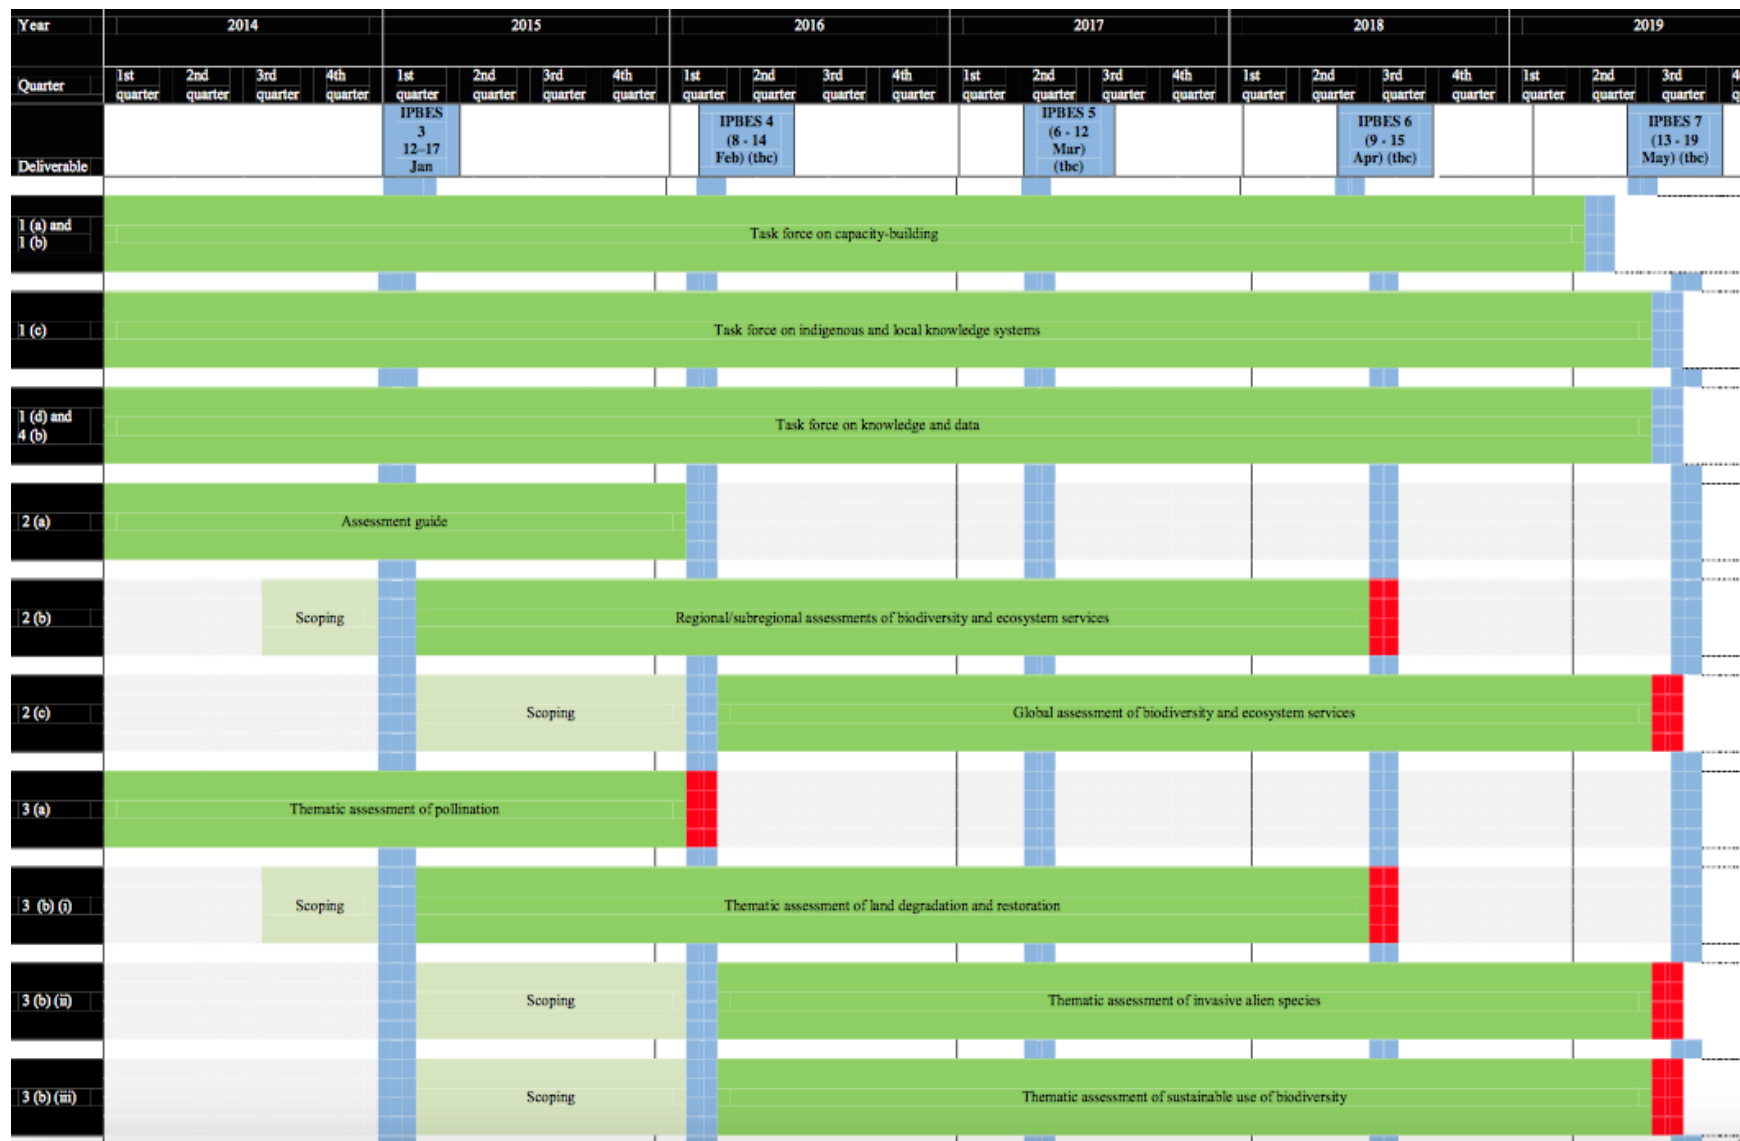 Year 2014 2015 2016 2017 2018 2019
Quarter 1st quarter 2nd quarter 3rd quarter 4th quarter 1st quarter 2nd quarter 3rd quarter 4th quarter 1st quarter 2nd quarter 3rd quarter 4th quarter 1st quarter 2nd quarter 3rd quarter 4th quarter 1st quarter 2nd quarter 3rd quarter 4th quarter 1st quarter 2nd quarter 3rd quarter
Deliverable
IPBES
3
12–17
Jan
IPBES 4
(8 - 14
Feb) (tbc)
IPBES 5
(6 - 12
Mar)
(tbc)
IPBES 6
(9 - 15
Apr) (tbc)
IPBES 7
(13 - 19
May) (tbc)
1 (a) and
1 (b)
Task force on capacity-building
1 (c)
Task force on indigenous and local knowledge systems
1 (d) and
4 (b)
Task force on knowledge and data
2 (a)
Assessment guide
2 (b)
Scoping
Regional/subregional assessments of biodiversity and ecosystem services
2 (c)
Scoping
Global assessment of biodiversity and ecosystem services
3 (a)
Thematic assessment of pollination
3 (b) (i)
Scoping
Thematic assessment of land degradation and restoration
3 (b) (ii)
Scoping
Thematic assessment of invasive alien species
3 (b) (iii)
Scoping
Thematic assessment of sustainable use of biodiversity